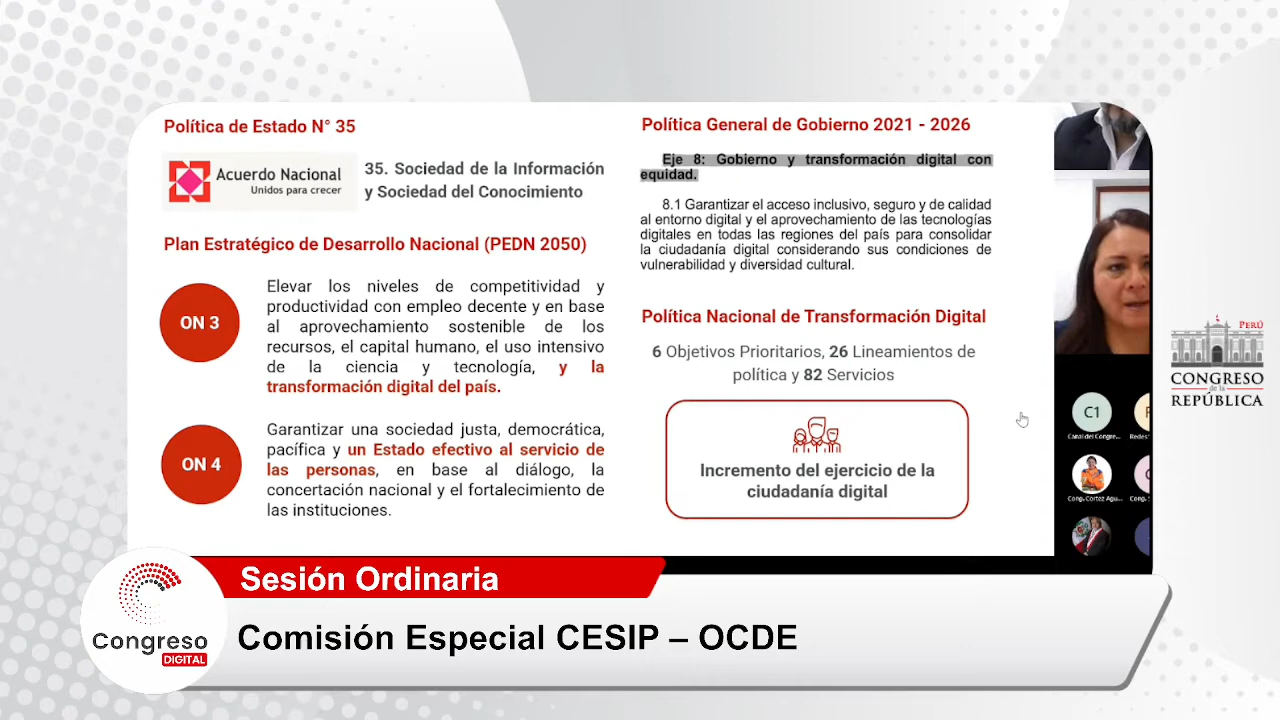 Política de Estado N° 35
Acuerdo Nacional
Unidos para crecer
35. Sociedad de la Información
y Sociedad del Conocimiento
Plan Estratégico de Desarrollo Nacional (PEDN 2050)
ON 3
Elevar los niveles de competitividad y
productividad con empleo decente y en base
al aprovechamiento sostenible de los
recursos, el capital humano, el uso intensivo
de la ciencia y tecnología, y la
transformación digital del país.
ON 4
Garantizar una sociedad justa, democrática,
pacífica y un Estado efectivo al servicio de
las personas, en base al diálogo, la
concertación nacional y el fortalecimiento de
las instituciones.
Política General de Gobierno 2021 - 2026
Eje 8: Gobierno y transformación digital con
equidad.
8.1 Garantizar el acceso inclusivo, seguro y de calidad
al entorno digital y el aprovechamiento de las tecnologías
digitales en todas las regiones del país para consolidar
la ciudadanía digital considerando sus condiciones de
vulnerabilidad y diversidad cultural.
Política Nacional de Transformación Digital
6 Objetivos Prioritarios, 26 Lineamientos de
política y 82 Servicios
Incremento del ejercicio de la
ciudadanía digital
C1
Canal del Congre...
Redes
Cong. Cortez Agu...
Cong.
PERÚ
CONGRESO
de la
REPÚBLICA
Sesión Ordinaria
Comisión Especial CESIP – OCDE
Congreso
DIGITAL